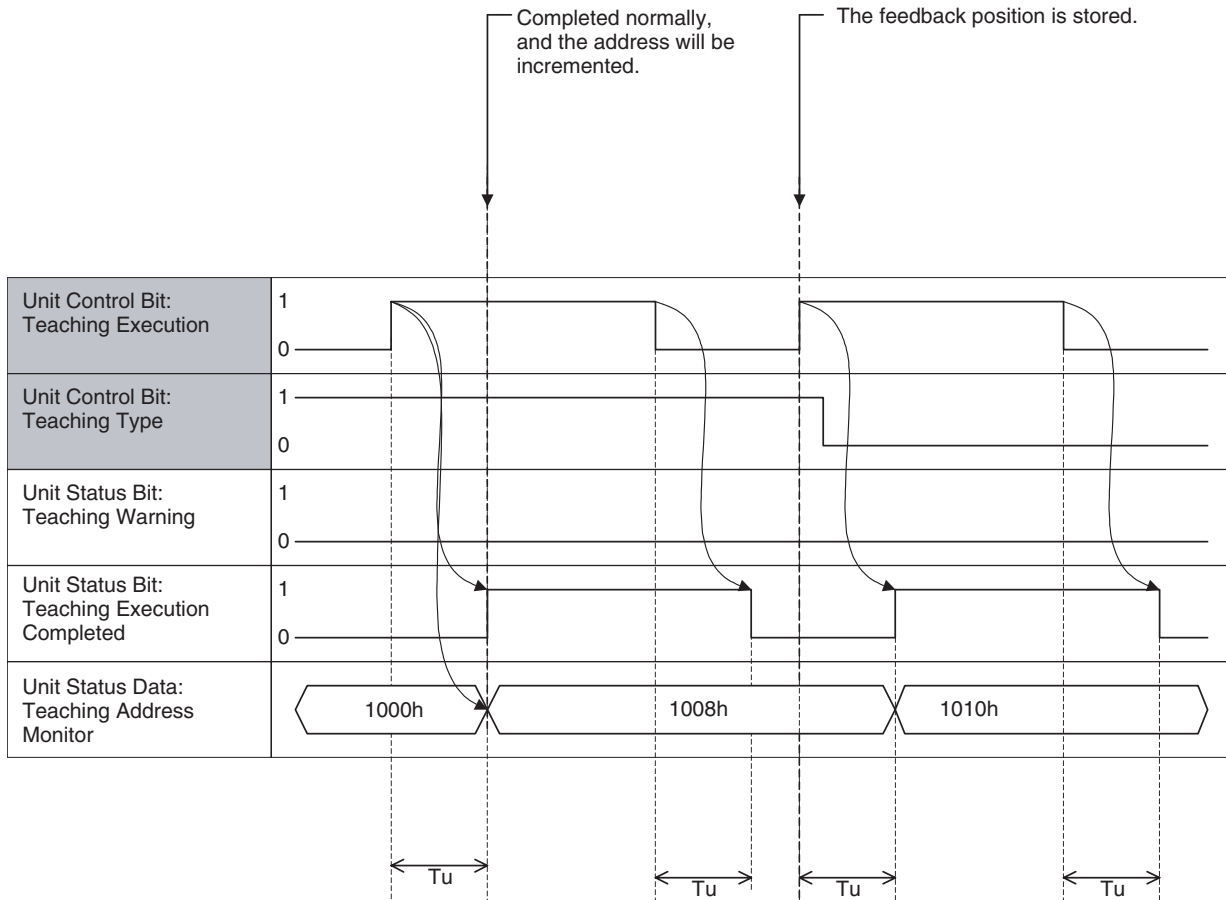 Completed normally,
and the address will be
incremented.
The feedback position is stored.
Unit Control Bit:
Teaching Execution
1
0
Unit Control Bit:
Teaching Type
1
0
Unit Status Bit:
Teaching Warning
1
0
Unit Status Bit:
Teaching Execution
Completed
1
0
Unit Status Data:
Teaching Address
Monitor
1000h
1008h
1010h
Tu
Tu
Tu
Tu